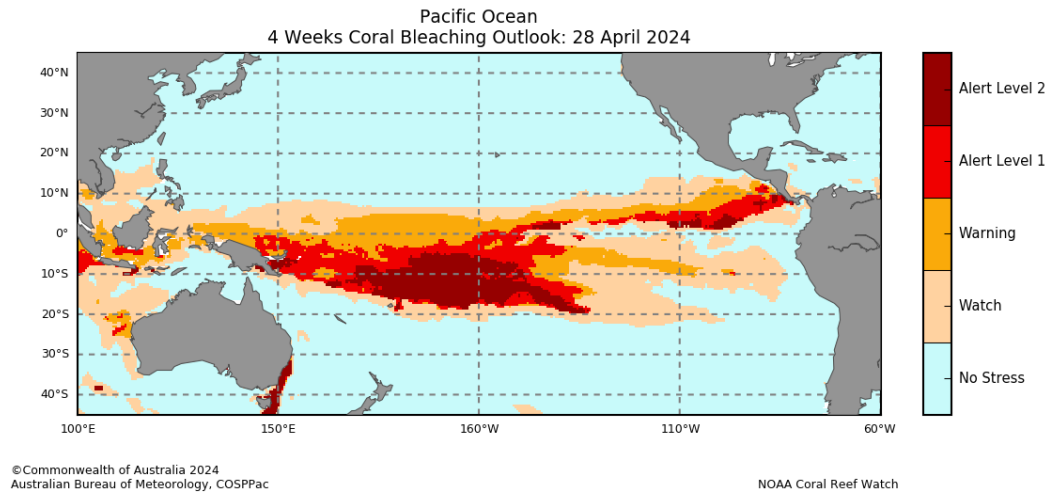 Pacific Ocean
4 Weeks Coral Bleaching Outlook: 28 April 2024
40°N
30°N
20°N
10°N
0°
10°S
20°S
30°S
40°S
100°E
150°E
160°W
110°W
60°W
Alert Level 2
Alert Level 1
Warning
Watch
No Stress
©Commonwealth of Australia 2024
Australian Bureau of Meteorology, COSPPac
NOAA Coral Reef Watch